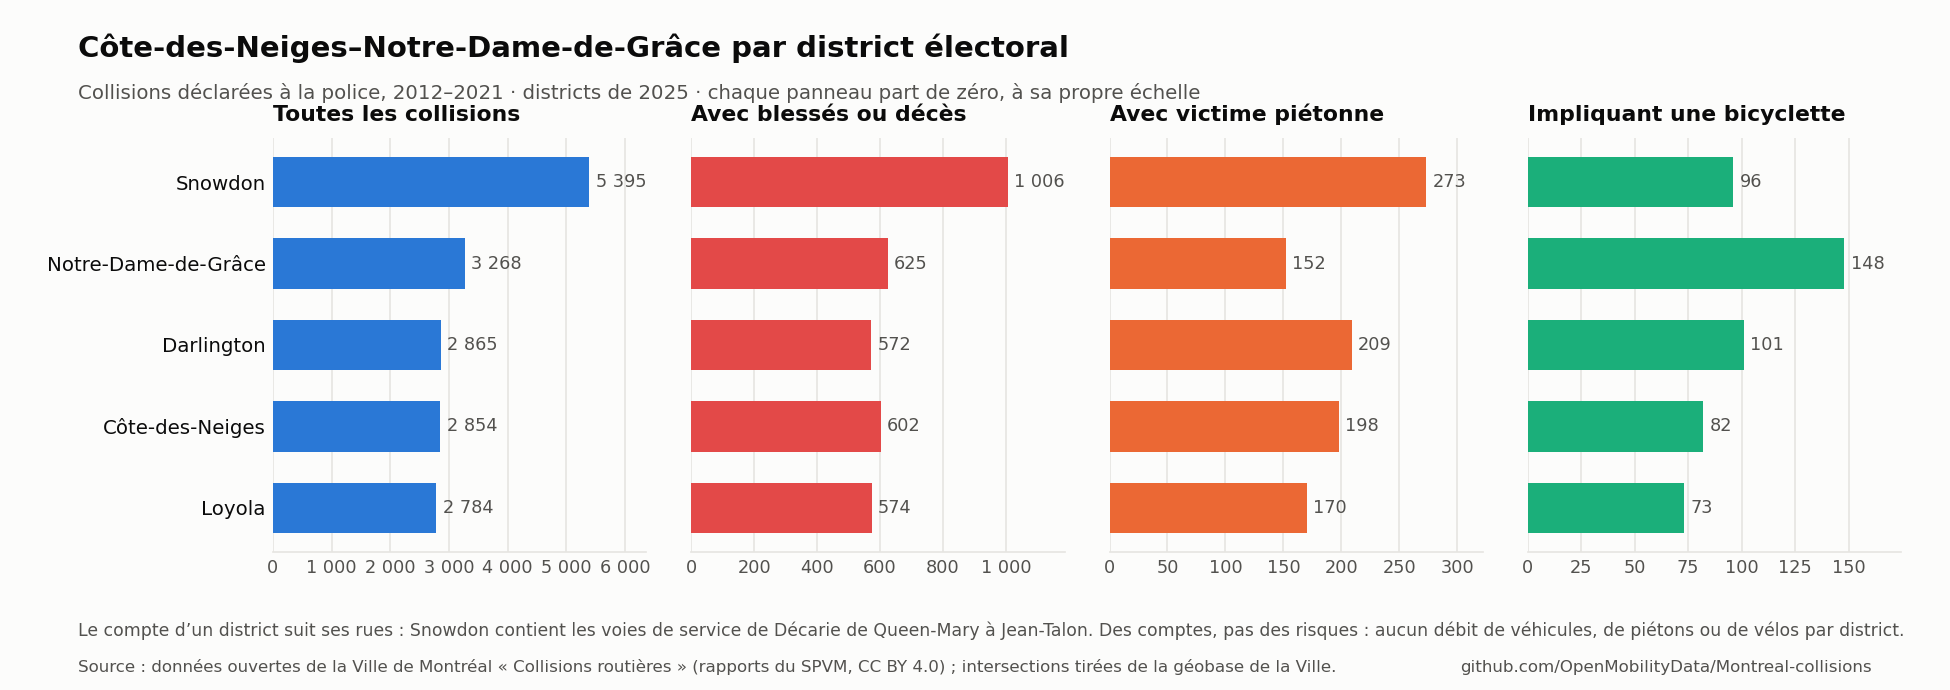 Côte-des-Neiges–Notre-Dame-de-Grâce par district électoral
Collisions déclarées à la police, 2012–2021 · districts de 2025 · chaque panneau part de zéro, à sa propre échelle
Toutes les collisions
Snowdon 5 395
Notre-Dame-de-Grâce 3 268
Darlington 2 865
Côte-des-Neiges 2 854
Loyola 2 784
0 1 000 2 000 3 000 4 000 5 000 6 000
Avec blessés ou décès
1 006
625
572
602
574
0 200 400 600 800 1 000
Avec victime piétonne
273
152
209
198
170
0 50 100 150 200 250 300
Impliquant une bicyclette
96
148
101
82
73
0 25 50 75 100 125 150
Le compte d’un district suit ses rues : Snowdon contient les voies de service de Décarie de Queen-Mary à Jean-Talon. Des comptes, pas des risques : aucun débit de véhicules, de piétons ou de vélos par district.
Source : données ouvertes de la Ville de Montréal « Collisions routières » (rapports du SPVM, CC BY 4.0) ; intersections tirées de la géobase de la Ville.
github.com/OpenMobilityData/Montreal-collisions